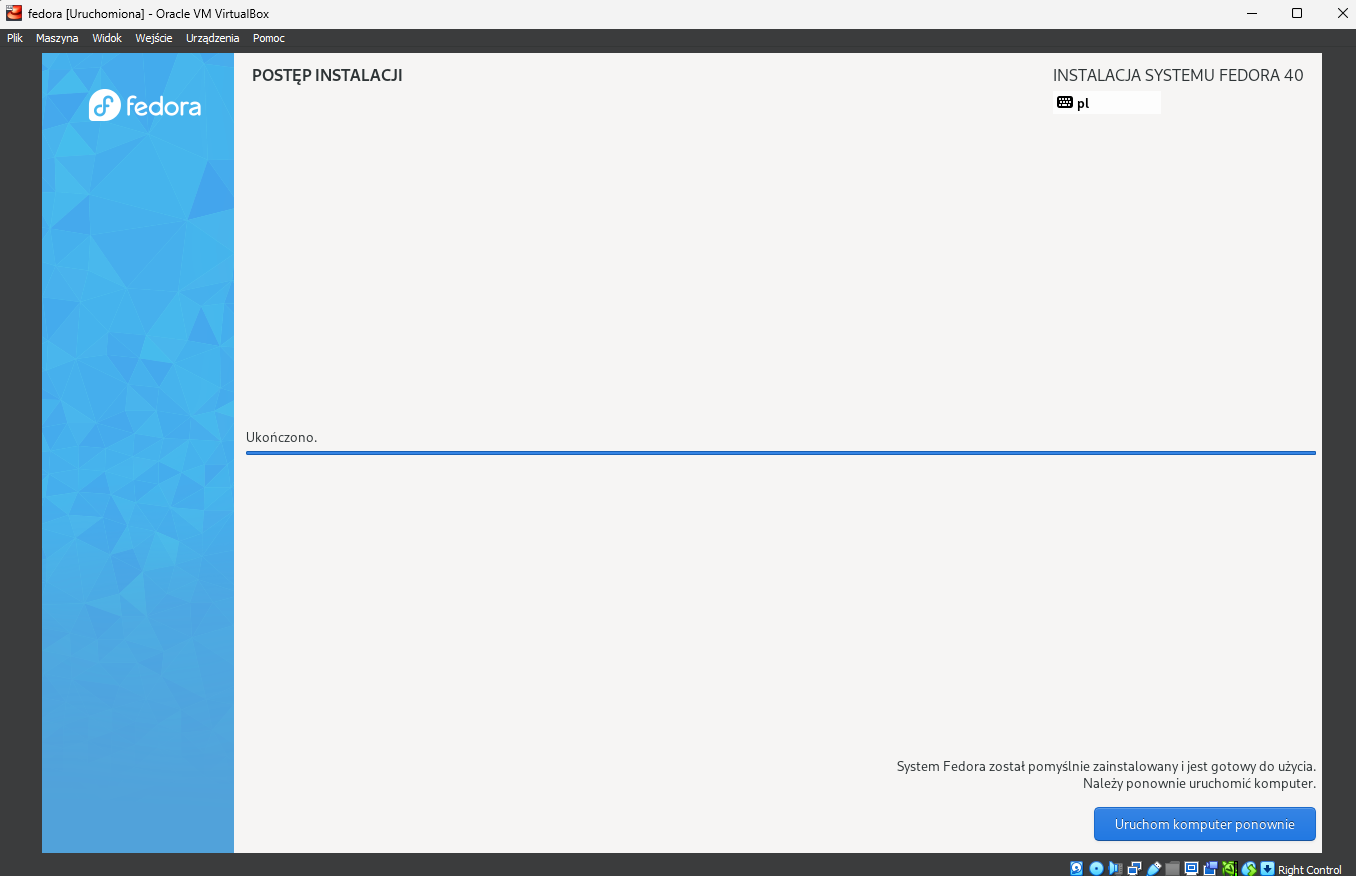 fedora [Uruchomiona] - Oracle VM VirtualBox
Plik Maszyna Widok Wejście Urządzenia Pomoc
fedora
POSTĘP INSTALACJI
INSTALACJA SYSTEMU FEDORA 40
pl
Ukończono.
System Fedora został pomyślnie zainstalowany i jest gotowy do użycia.
Należy ponownie uruchomić komputer.
Uruchom komputer ponownie
Right Control